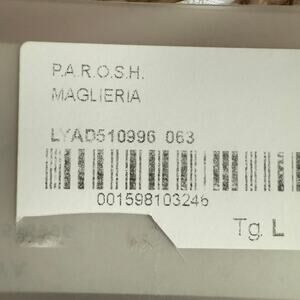 P.A.R.O.S.H.
MAGLIERIA
LYAD510996 063
001598103246
Tg. L